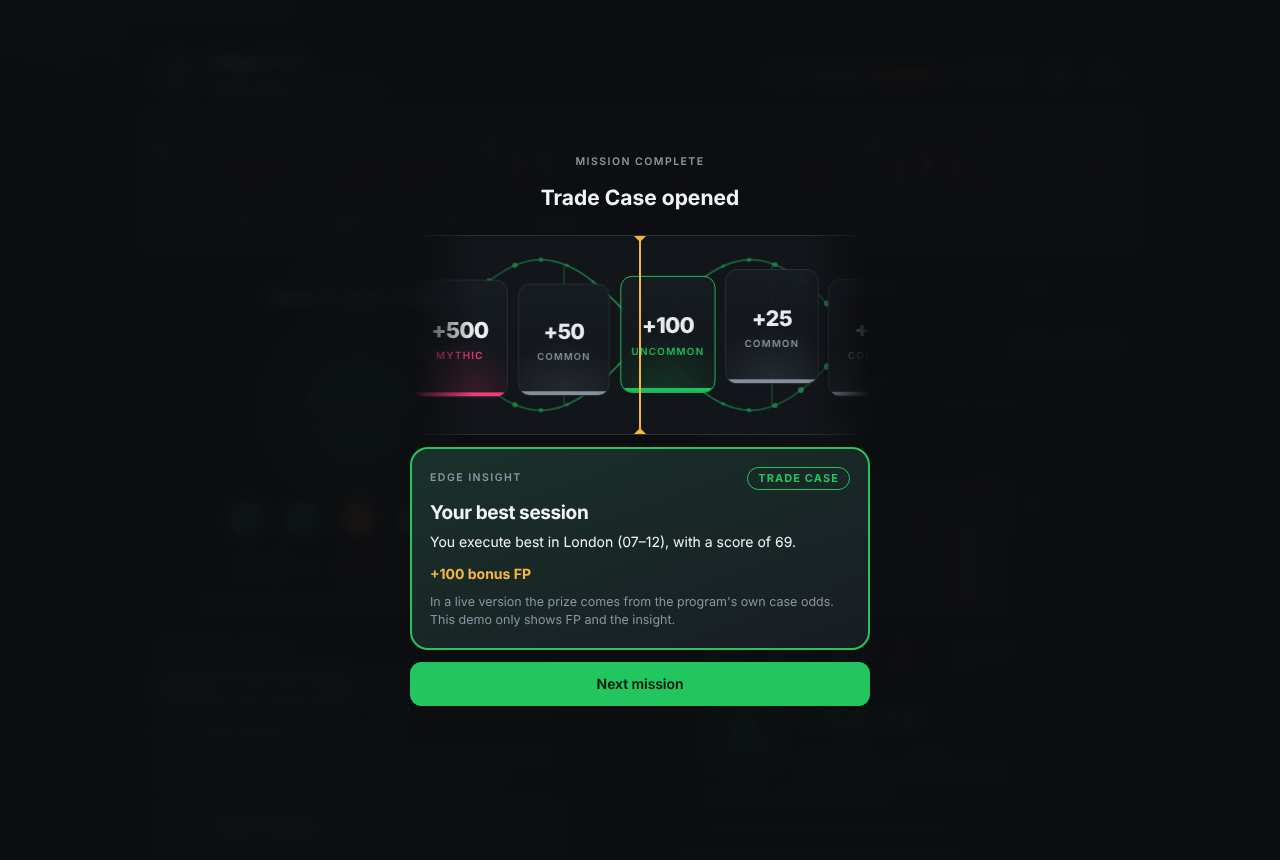 MISSION COMPLETE
Trade Case opened
+500
MYTHIC
+50
COMMON
+100
UNCOMMON
+25
COMMON
EDGE INSIGHT
TRADE CASE
Your best session
You execute best in London (07–12), with a score of 69.
+100 bonus FP
In a live version the prize comes from the program's own case odds.
This demo only shows FP and the insight.
Next mission